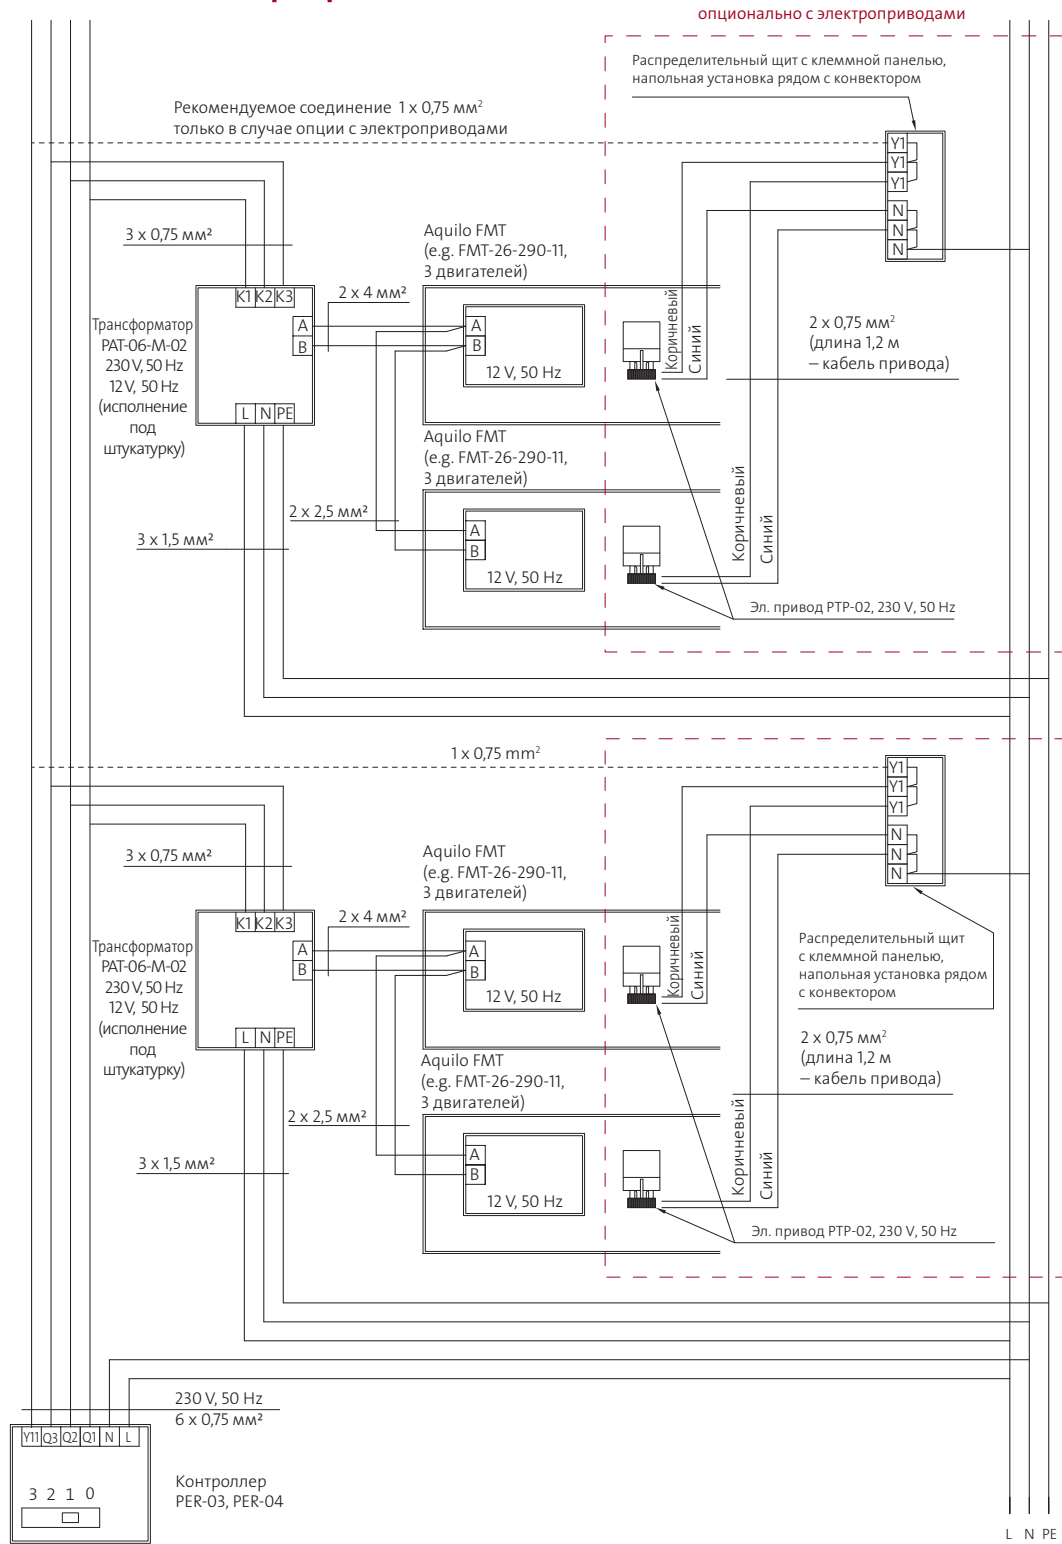 опционально с электроприводами
Распределительный щит с клеммной панелью,
напольная установка рядом с конвектором
Рекомендуемое соединение 1 x 0,75 мм²
только в случае опции с электроприводами
Y1
Y1
Y1
N
N
N
3 x 0,75 мм²
Aquilo FMT
(e.g. FMT-26-290-11,
3 двигателей)
K1 K2 K3
2 x 4 мм²
Трансформатор
PAT-06-M-02
230 V, 50 Hz
12 V, 50 Hz
(исполнение
под
штукатурку)
A
B
L N PE
A
B
12 V, 50 Hz
Коричневый
Синий
2 x 0,75 мм²
(длина 1,2 м
– кабель привода)
Aquilo FMT
(e.g. FMT-26-290-11,
3 двигателей)
2 x 2,5 мм²
3 x 1,5 мм²
A
B
12 V, 50 Hz
Коричневый
Синий
Эл. привод PTP-02, 230 V, 50 Hz
1 x 0,75 mm²
Y1
Y1
Y1
N
N
N
3 x 0,75 мм²
Aquilo FMT
(e.g. FMT-26-290-11,
3 двигателей)
K1 K2 K3
2 x 4 мм²
Трансформатор
PAT-06-M-02
230 V, 50 Hz
12 V, 50 Hz
(исполнение
под
штукатурку)
A
B
L N PE
A
B
12 V, 50 Hz
Коричневый
Синий
Распределительный щит
с клеммной панелью,
напольная установка рядом
с конвектором
2 x 0,75 мм²
(длина 1,2 м
– кабель привода)
Aquilo FMT
(e.g. FMT-26-290-11,
3 двигателей)
2 x 2,5 мм²
3 x 1,5 мм²
A
B
12 V, 50 Hz
Коричневый
Синий
Эл. привод PTP-02, 230 V, 50 Hz
230 V, 50 Hz
6 x 0,75 мм²
Y11 Q3 Q2 Q1 N L
3 2 1 0
Контроллер
PER-03, PER-04
L N PE